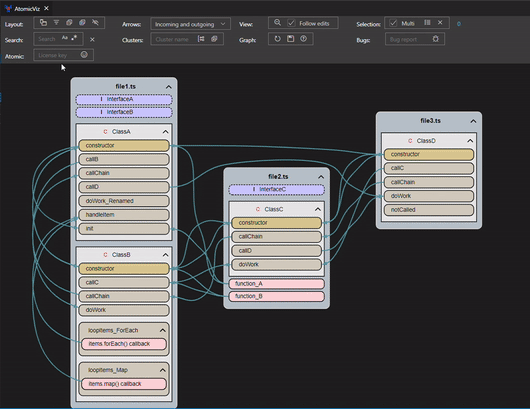 AtomicViz
Layout: Arrows: Incoming and outgoing View: Follow edits Selection: Multi 0
Search: Search Aa .* Clusters: Cluster name Graph: Bugs: Bug report
Atomic: License key
file1.ts
I InterfaceA
I InterfaceB
C ClassA
constructor
callB
callChain
callD
doWork_Renamed
handleItem
init
C ClassB
constructor
callC
callChain
doWork
loopItems_ForEach
items.forEach() callback
loopItems_Map
items.map() callback
file2.ts
I InterfaceC
C ClassC
constructor
callChain
callD
doWork
function_A
function_B
file3.ts
C ClassD
constructor
callC
callChain
doWork
notCalled